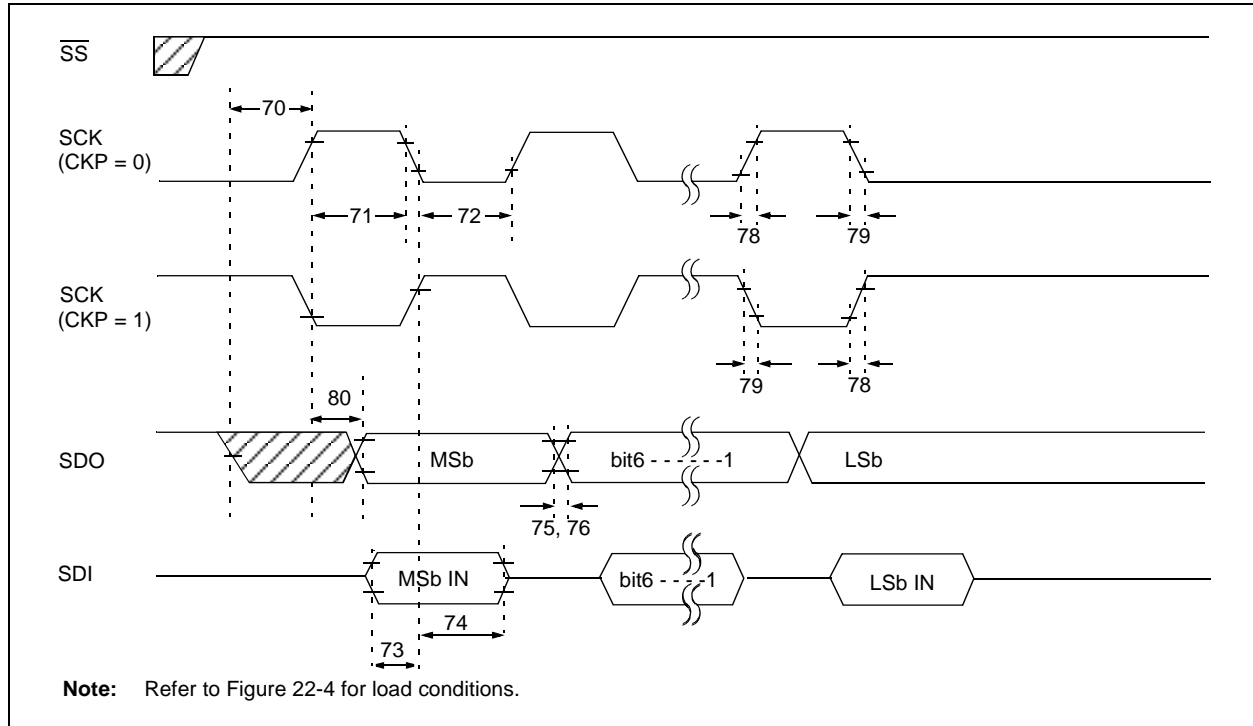 SS
70
SCK
(CKP = 0)
71
72
78
79
SCK
(CKP = 1)
79
78
80
SDO
MSb
bit6 - - - - - -1
LSb
75, 76
SDI
MSb IN
bit6 - - - -1
LSb IN
74
73
Note: Refer to Figure 22-4 for load conditions.